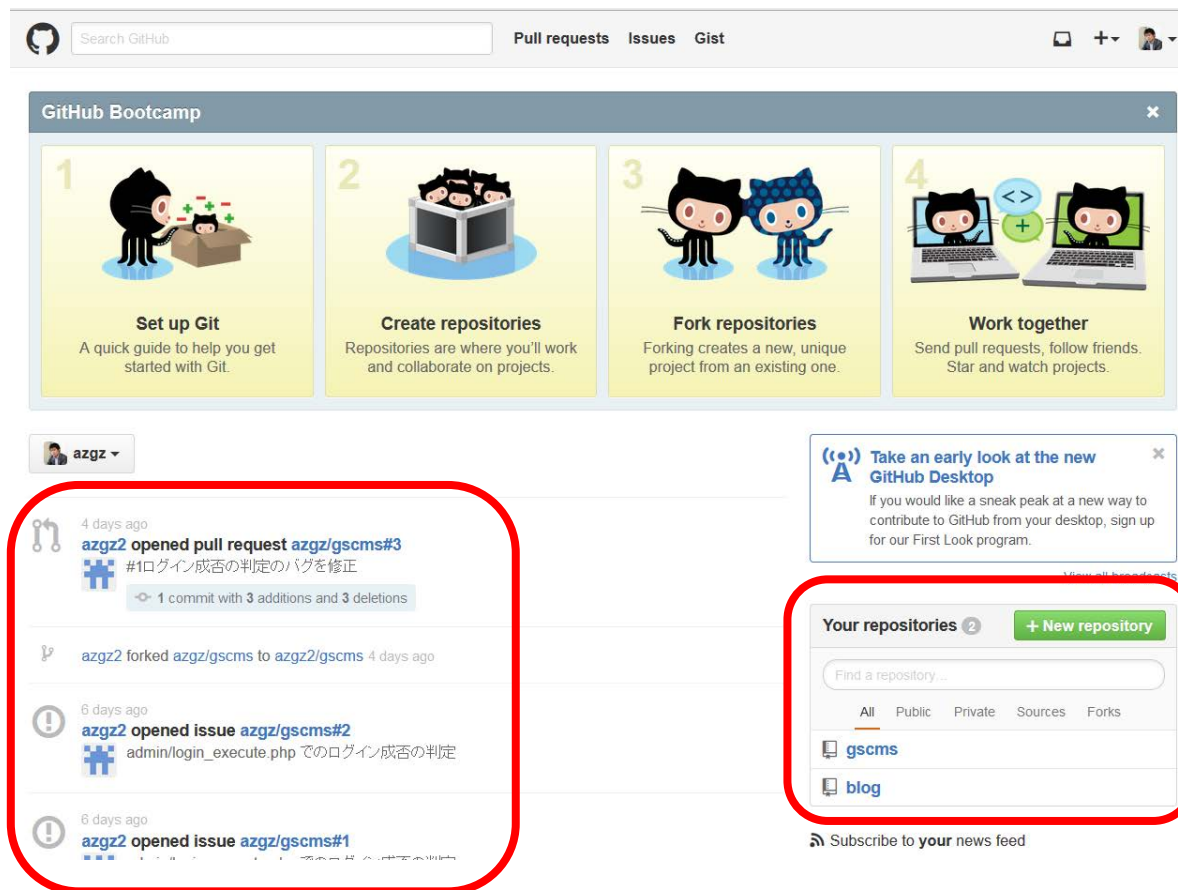 Search GitHub
Pull requests Issues Gist
GitHub Bootcamp
1
Set up Git
A quick guide to help you get
started with Git.
2
Create repositories
Repositories are where you'll work
and collaborate on projects.
3
Fork repositories
Forking creates a new, unique
project from an existing one.
4
Work together
Send pull requests, follow friends.
Star and watch projects.
azgz
4 days ago
azgz2 opened pull request azgz/gscms#3
#1ログイン成否の判定のバグを修正
1 commit with 3 additions and 3 deletions
azgz2 forked azgz/gscms to azgz2/gscms 4 days ago
6 days ago
azgz2 opened issue azgz/gscms#2
admin/login_execute.php でのログイン成否の判定
6 days ago
azgz2 opened issue azgz/gscms#1
Take an early look at the new
GitHub Desktop
If you would like a sneak peak at a new way to
contribute to GitHub from your desktop, sign up
for our First Look program.
View all broadcasts
Your repositories 2
+ New repository
Find a repository...
All Public Private Sources Forks
gscms
blog
Subscribe to your news feed